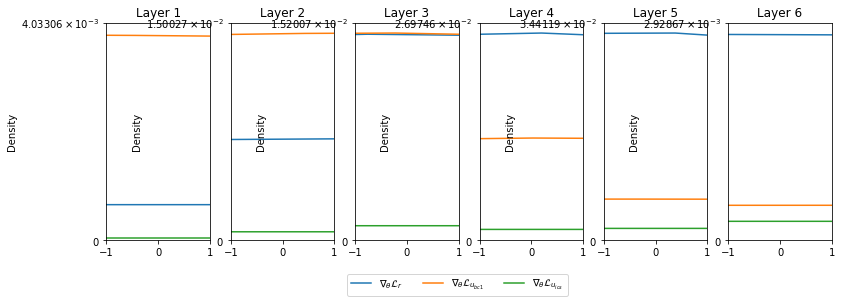 Layer 1 Layer 2 Layer 3 Layer 4 Layer 5 Layer 6
4.03306 × 10⁻³ 1.50027 × 10⁻² 1.52007 × 10⁻² 2.69746 × 10⁻² 3.44119 × 10⁻² 2.92867 × 10⁻³
Density Density Density Density Density Density
0 0 0 0 0 0
−1 0 1 −1 0 1 −1 0 1 −1 0 1 −1 0 1 −1 0 1
∇θℒr ∇θℒu_bc1 ∇θℒu_ics